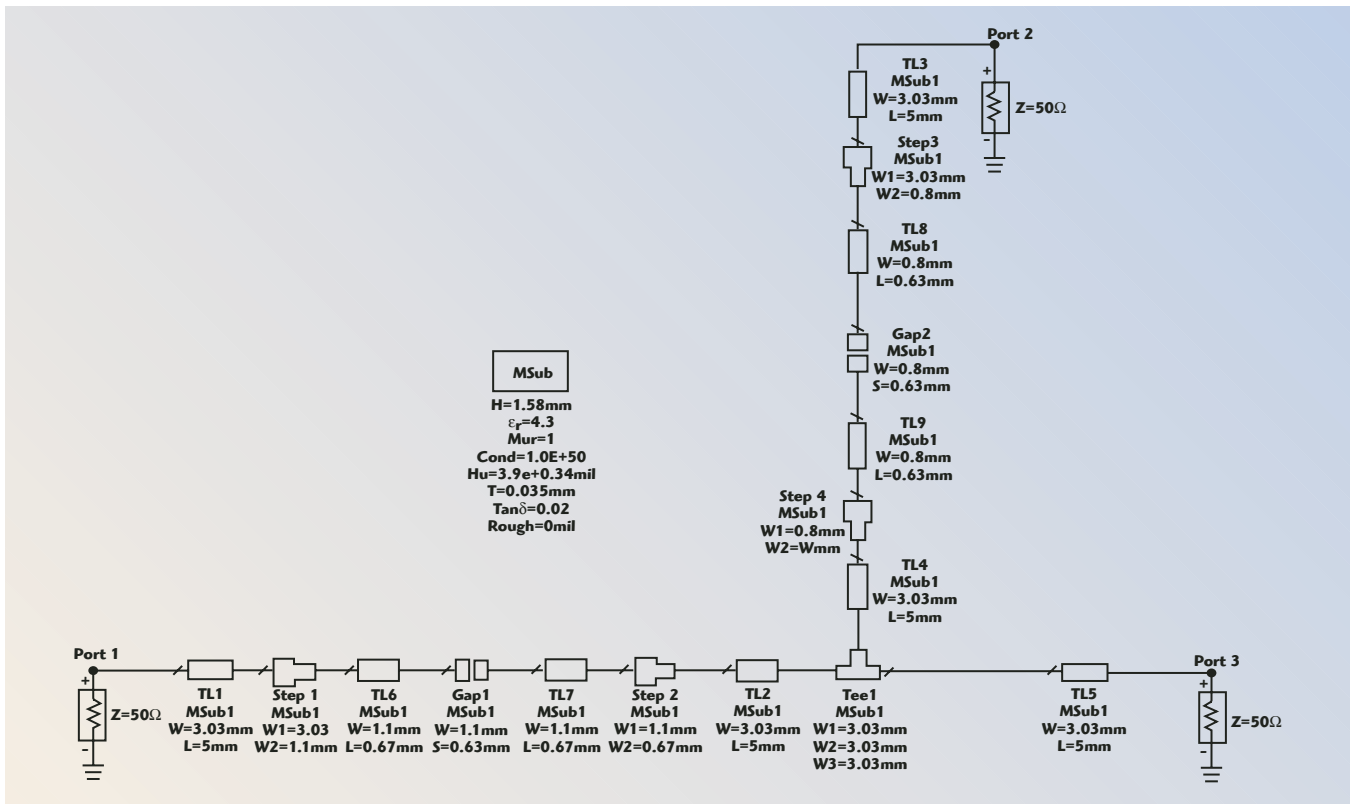 Port 2
+
Z=50Ω
-
TL3
MSub1
W=3.03mm
L=5mm
Step3
MSub1
W1=3.03mm
W2=0.8mm
TL8
MSub1
W=0.8mm
L=0.63mm
Gap2
MSub1
W=0.8mm
S=0.63mm
TL9
MSub1
W=0.8mm
L=0.63mm
Step 4
MSub1
W1=0.8mm
W2=Wmm
TL4
MSub1
W=3.03mm
L=5mm
MSub
H=1.58mm
εr=4.3
Mur=1
Cond=1.0E+50
Hu=3.9e+0.34mil
T=0.035mm
Tanδ=0.02
Rough=0mil
Port 1
+
Z=50Ω
-
TL1
MSub1
W=3.03mm
L=5mm
Step 1
MSub1
W1=3.03
W2=1.1mm
TL6
MSub1
W=1.1mm
L=0.67mm
Gap1
MSub1
W=1.1mm
S=0.63mm
TL7
MSub1
W=1.1mm
L=0.67mm
Step 2
MSub1
W1=1.1mm
W2=0.67mm
TL2
MSub1
W=3.03mm
L=5mm
Tee1
MSub1
W1=3.03mm
W2=3.03mm
W3=3.03mm
TL5
MSub1
W=3.03mm
L=5mm
Port 3
+
Z=50Ω
-